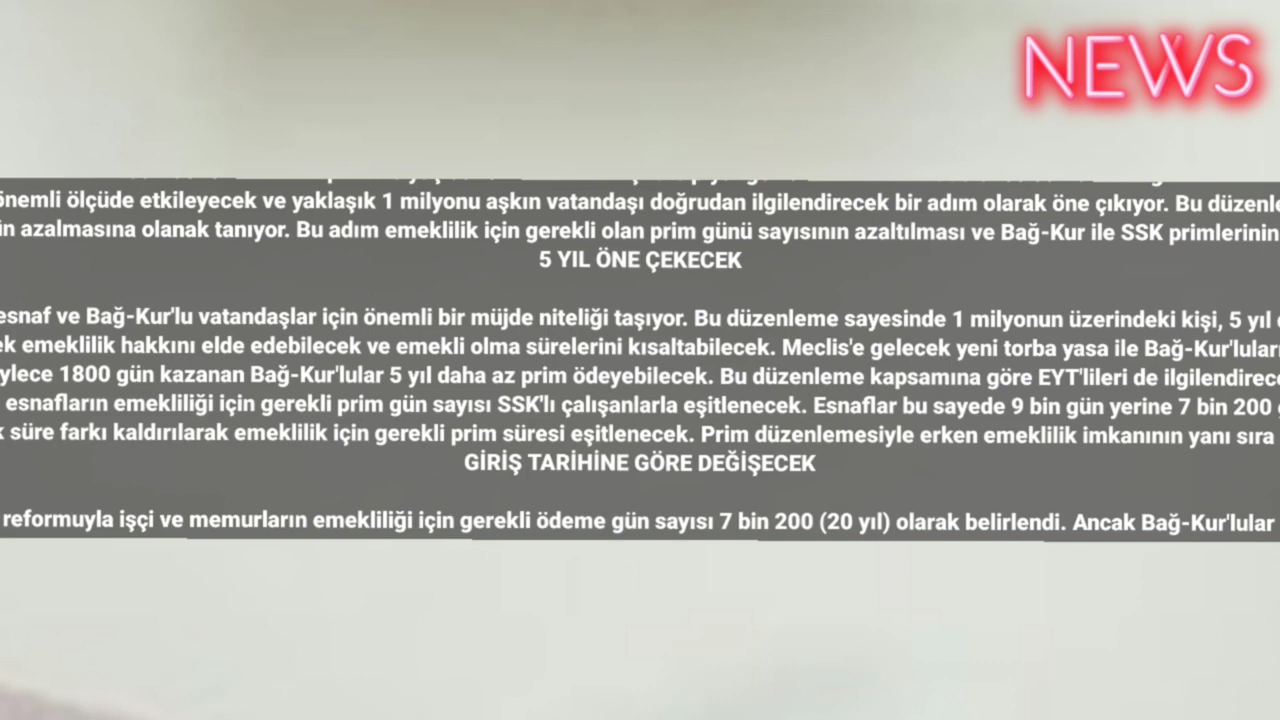 NEWS
önemli ölçüde etkileyecek ve yaklaşık 1 milyonu aşkın vatandaşı doğrudan ilgilendirecek bir adım olarak öne çıkıyor. Bu
azalmasına olanak tanıyor. Bu adım emeklilik için gerekli olan prim günü sayısının azaltılması ve Bağ-Kur ile SSK primlerinin
5 YIL ÖNE ÇEKECEK
esnaf ve Bağ-Kur'lu vatandaşlar için önemli bir müjde niteliği taşıyor. Bu düzenleme sayesinde 1 milyonun üzerindeki kişi, 5 yıl
emeklilik hakkını elde edebilecek ve emekli olma sürelerini kısaltabilecek. Meclis'e gelecek yeni torba yasa ile Bağ-Kur'luları
1800 gün kazanan Bağ-Kur'lular 5 yıl daha az prim ödeyebilecek. Bu düzenleme kapsamına göre EYT'lileri de
esnafların emekliliği için gerekli prim gün sayısı SSK'lı çalışanlarla eşitlenecek. Esnaflar bu sayede 9 bin gün yerine 7 bin 200
süre farkı kaldırılarak emeklilik için gerekli prim süresi eşitlenecek. Prim düzenlemesiyle erken emeklilik imkanının yanı sıra
GİRİŞ TARİHİNE GÖRE DEĞİŞECEK
reformuyla işçi ve memurların emekliliği için gerekli ödeme gün sayısı 7 bin 200 (20 yıl) olarak belirlendi. Ancak Bağ-Kur'lular